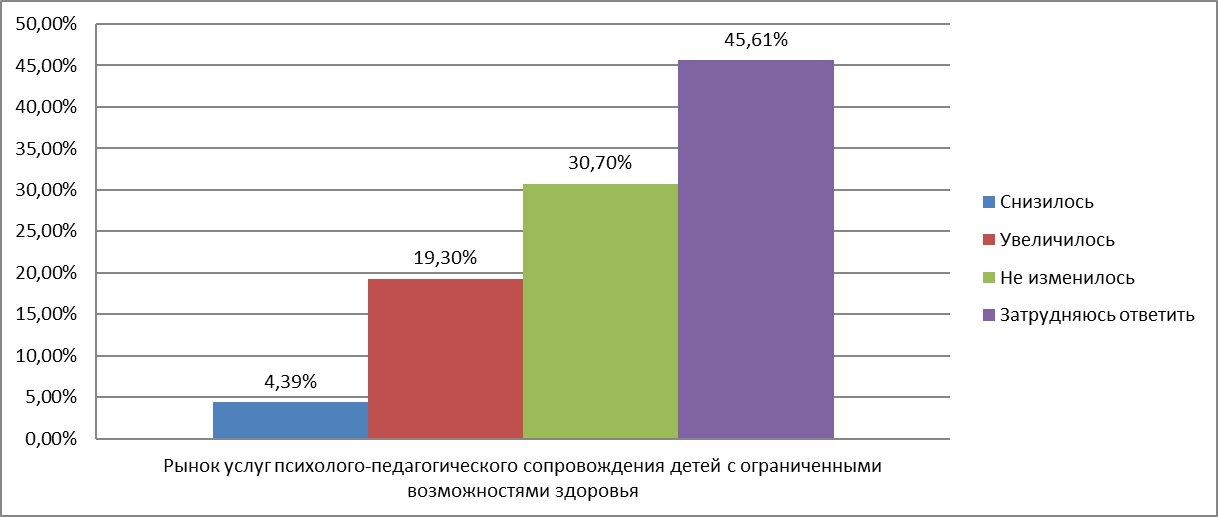 50,00%
45,00%
40,00%
35,00%
30,00%
25,00%
20,00%
15,00%
10,00%
5,00%
0,00%
4,39%
19,30%
30,70%
45,61%
Рынок услуг психолого-педагогического сопровождения детей с ограниченными
возможностями здоровья
Снизилось
Увеличилось
Не изменилось
Затрудняюсь ответить